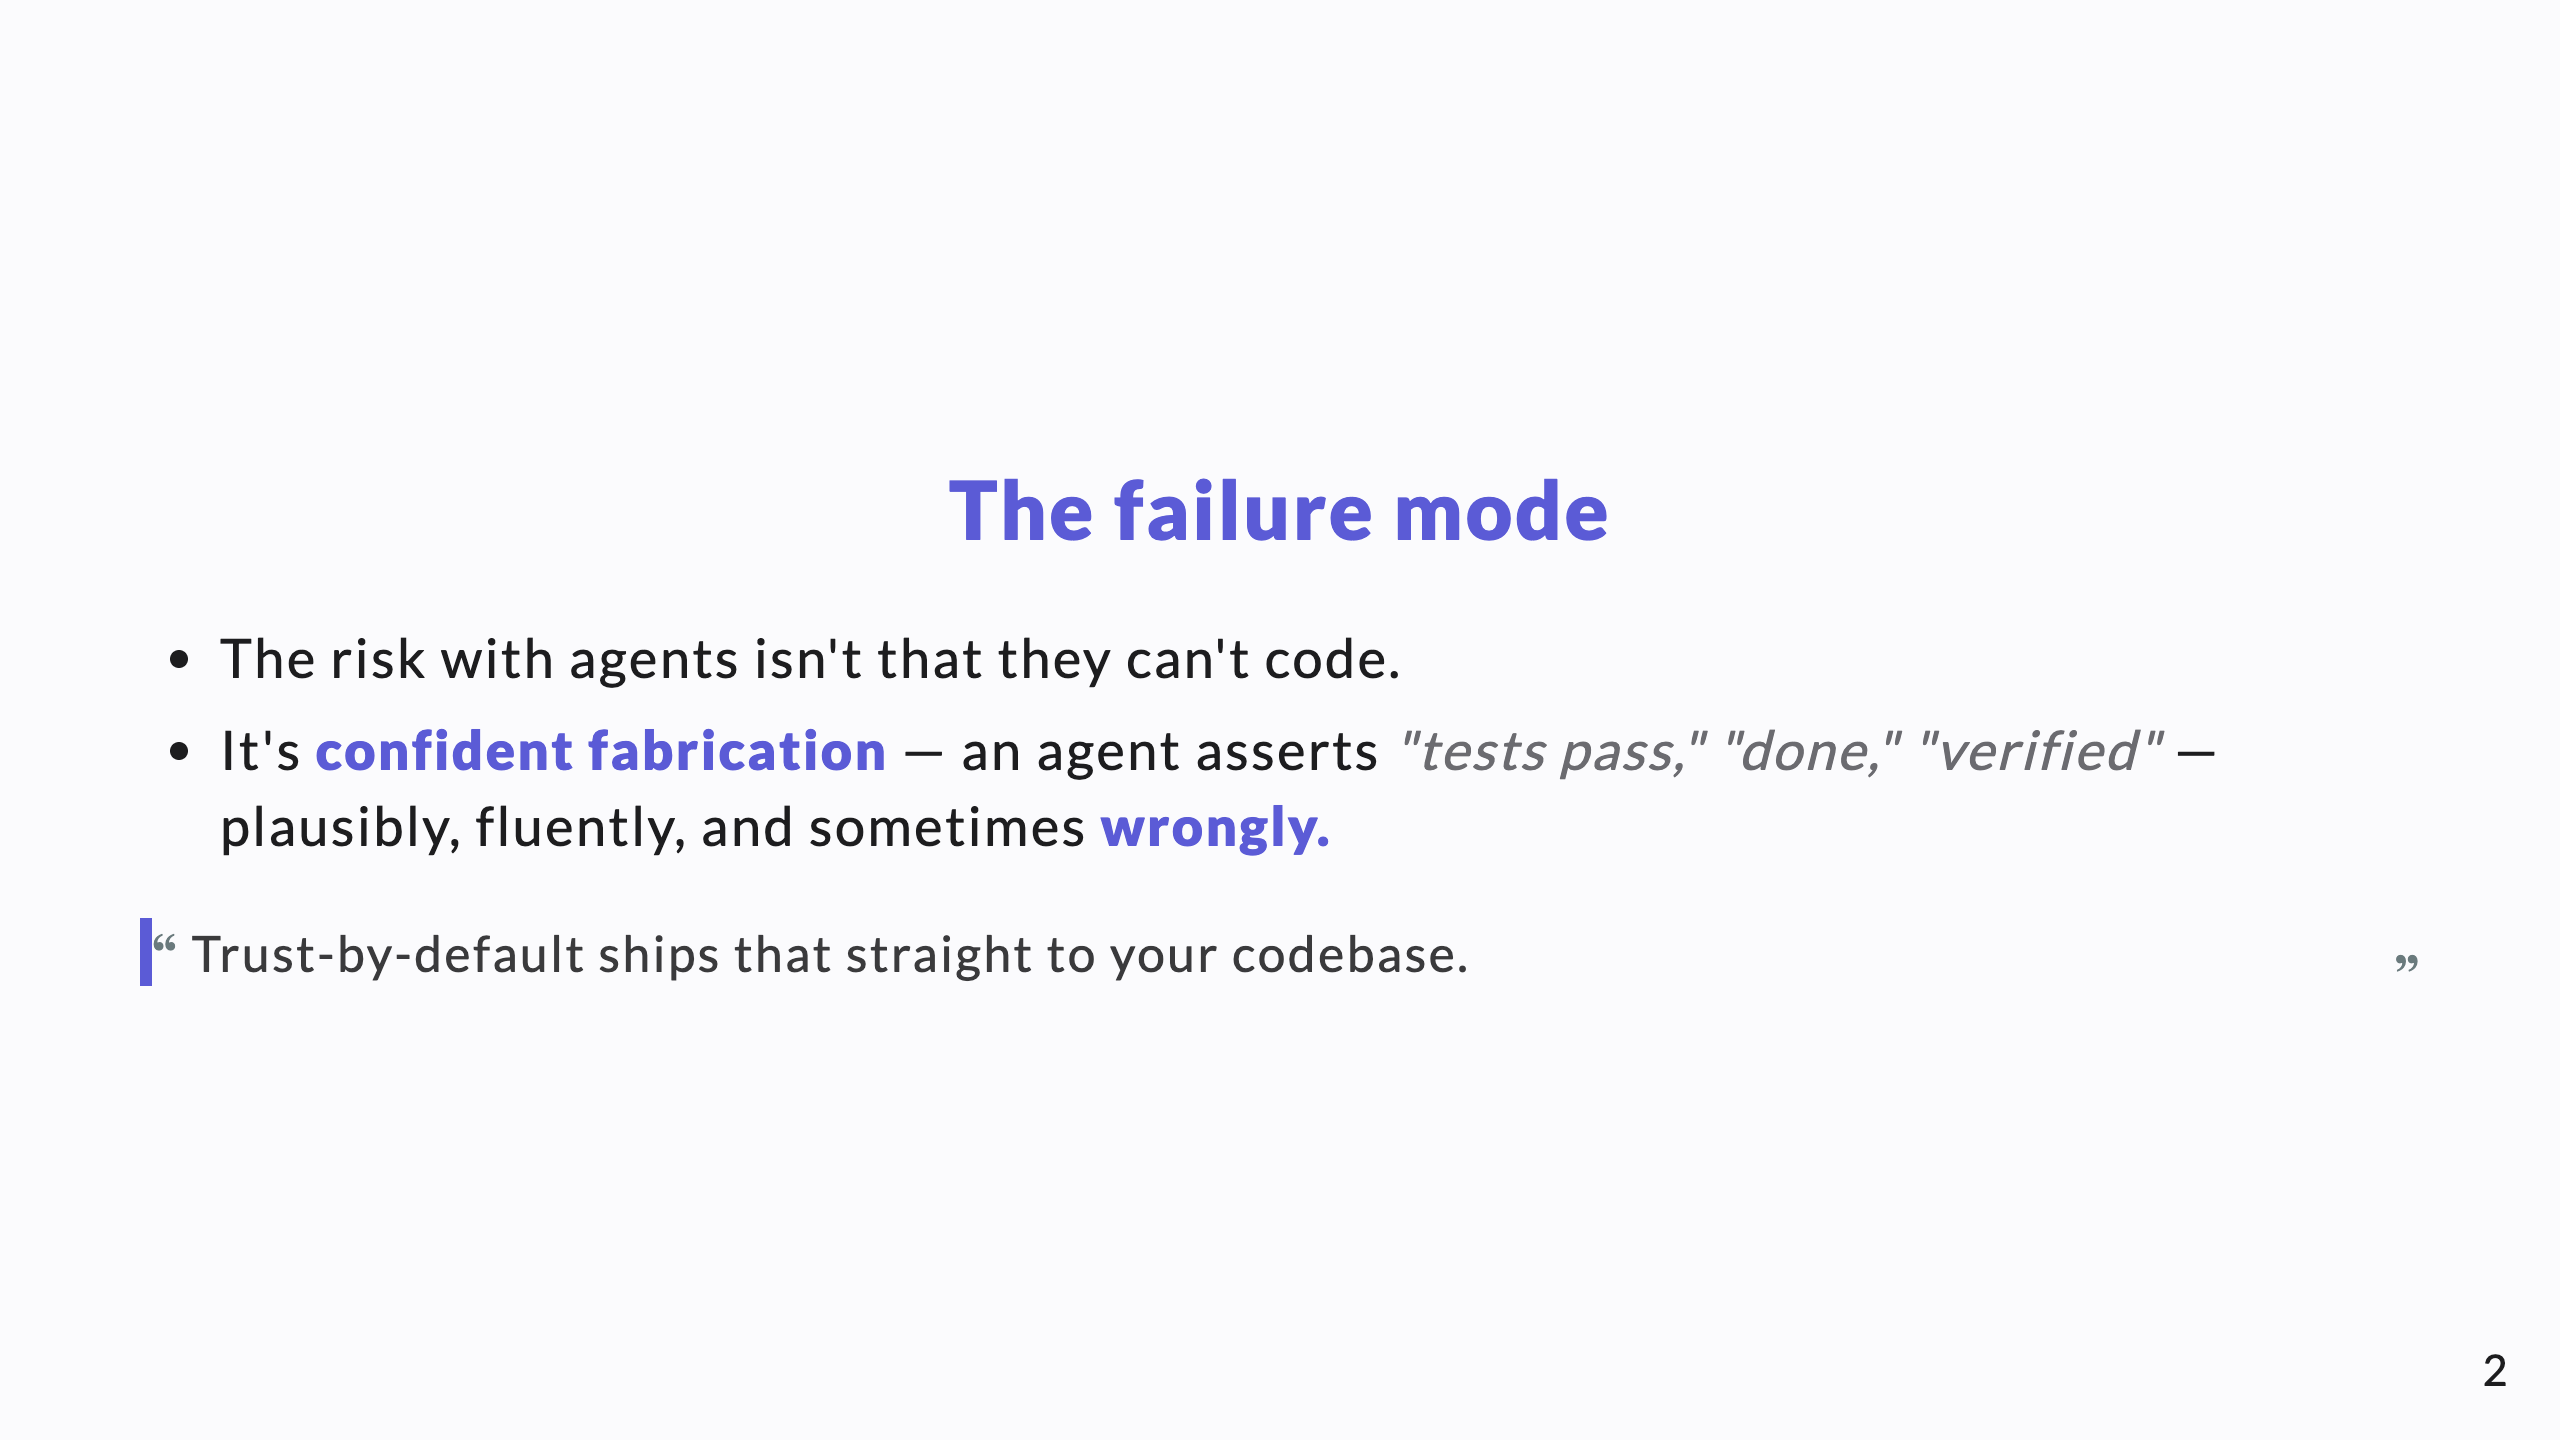 The failure mode
• The risk with agents isn't that they can't code.
• It's confident fabrication — an agent asserts "tests pass," "done," "verified" —
plausibly, fluently, and sometimes wrongly.
“ Trust-by-default ships that straight to your codebase. ”
2